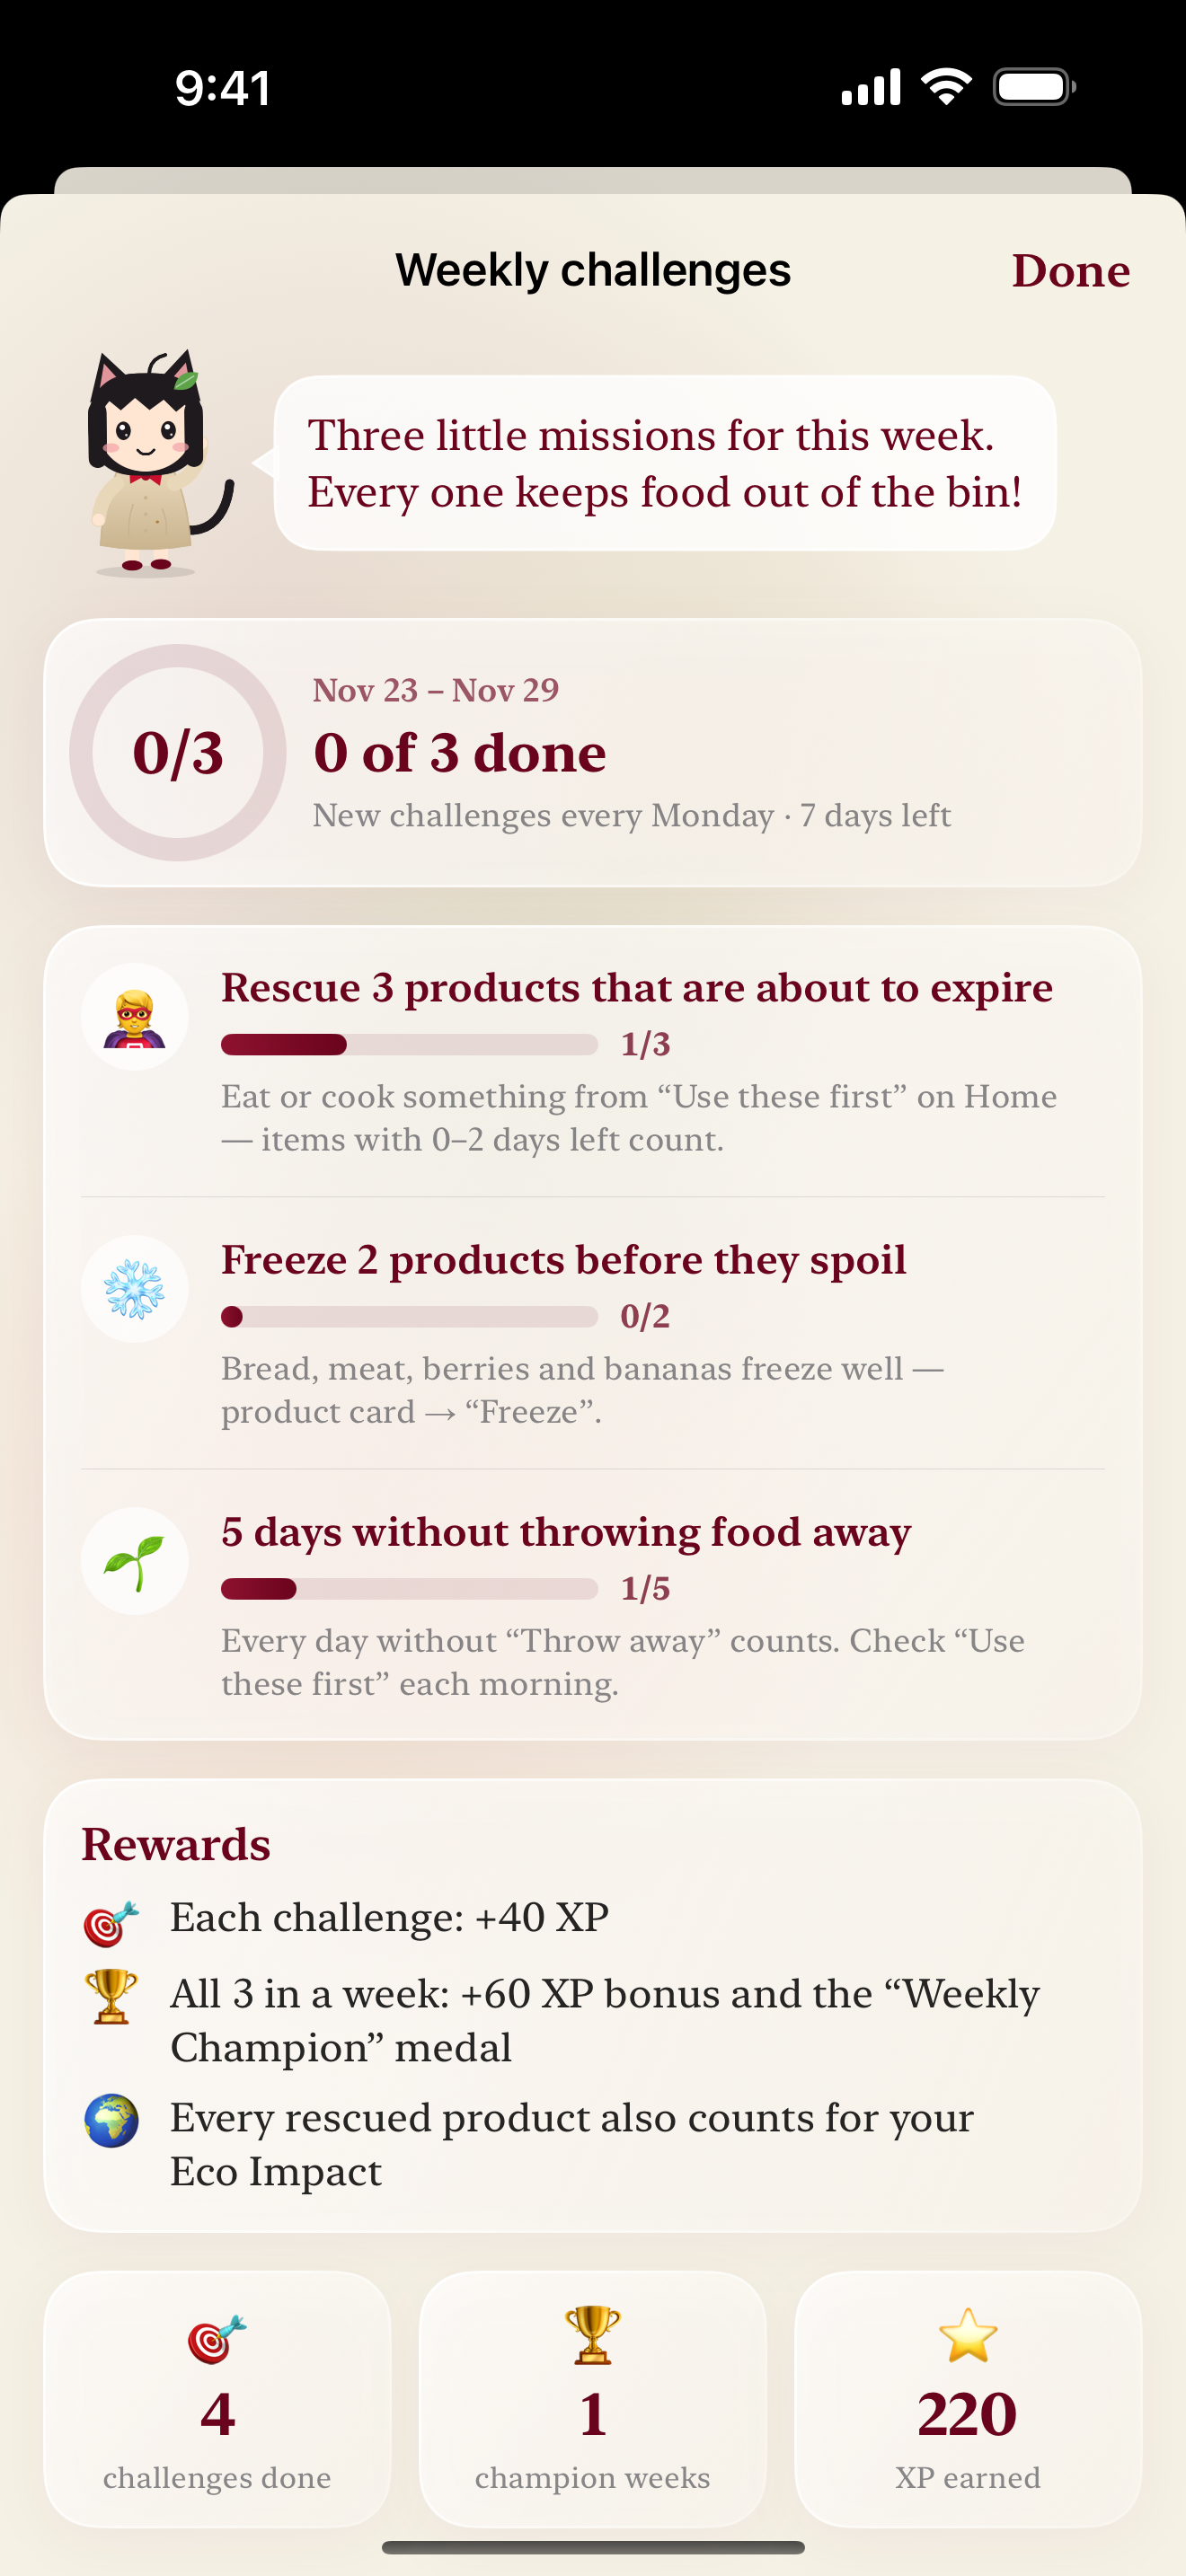 9:41
Weekly challenges
Done
Three little missions for this week.
Every one keeps food out of the bin!
0/3
Nov 23 – Nov 29
0 of 3 done
New challenges every Monday · 7 days left
Rescue 3 products that are about to expire
1/3
Eat or cook something from “Use these first” on Home
— items with 0–2 days left count.
Freeze 2 products before they spoil
0/2
Bread, meat, berries and bananas freeze well —
product card → “Freeze”.
5 days without throwing food away
1/5
Every day without “Throw away” counts. Check “Use
these first” each morning.
Rewards
Each challenge: +40 XP
All 3 in a week: +60 XP bonus and the “Weekly
Champion” medal
Every rescued product also counts for your
Eco Impact
4
challenges done
1
champion weeks
220
XP earned